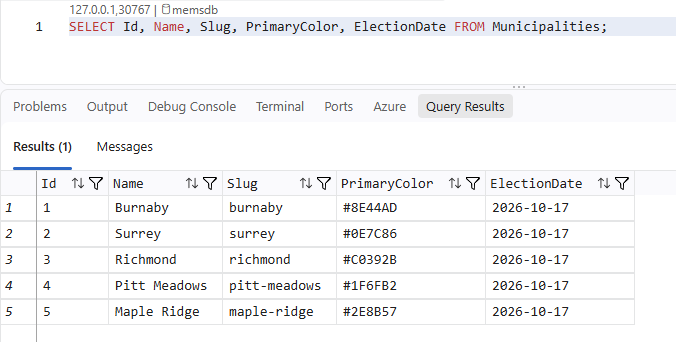 127.0.0.1,30767 | memsdb
1 SELECT Id, Name, Slug, PrimaryColor, ElectionDate FROM Municipalities;
Problems Output Debug Console Terminal Ports Azure Query Results
Results (1) Messages
Id Name Slug PrimaryColor ElectionDate
1 1 Burnaby burnaby #8E44AD 2026-10-17
2 2 Surrey surrey #0E7C86 2026-10-17
3 3 Richmond richmond #C0392B 2026-10-17
4 4 Pitt Meadows pitt-meadows #1F6FB2 2026-10-17
5 5 Maple Ridge maple-ridge #2E8B57 2026-10-17